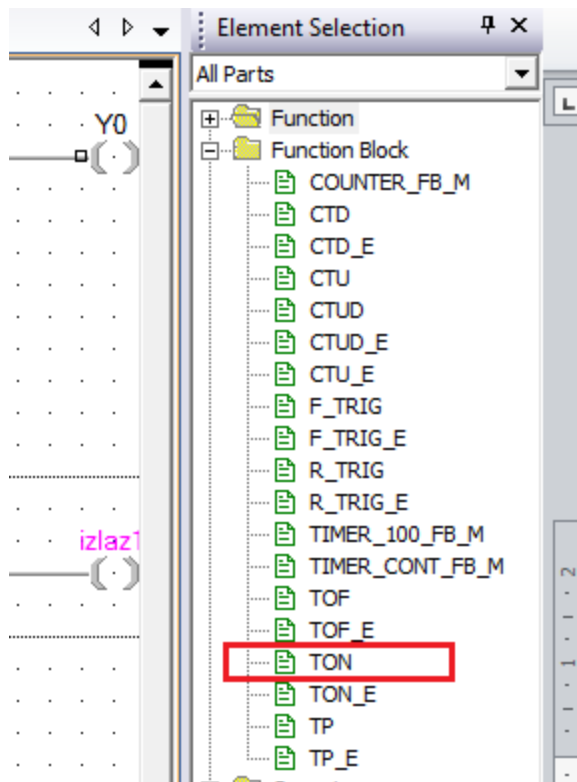 Element Selection
All Parts
Y0
Function
Function Block
COUNTER_FB_M
CTD
CTD_E
CTU
CTUD
CTUD_E
CTU_E
F_TRIG
F_TRIG_E
R_TRIG
R_TRIG_E
TIMER_100_FB_M
izlaz1
TIMER_CONT_FB_M
TOF
TOF_E
TON
TON_E
TP
TP_E
2